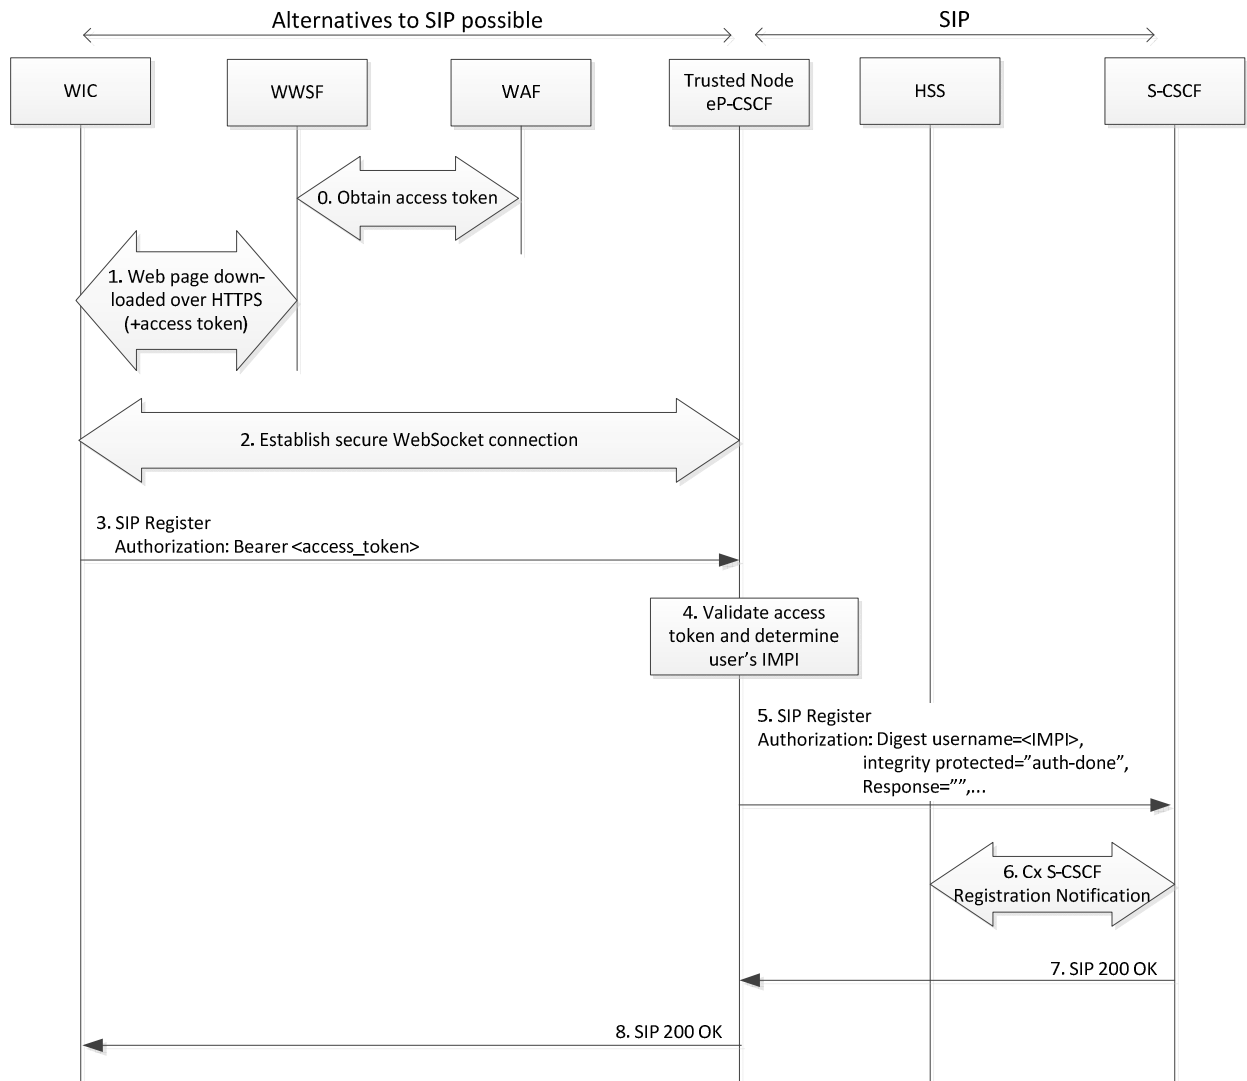 Alternatives to SIP possible
SIP
WIC
WWSF
WAF
Trusted Node
eP-CSCF
HSS
S-CSCF
0. Obtain access token
1. Web page down-
loaded over HTTPS
(+access token)
2. Establish secure WebSocket connection
3. SIP Register
Authorization: Bearer <access_token>
4. Validate access
token and determine
user’s IMPI
5. SIP Register
Authorization: Digest username=<IMPI>,
integrity protected=”auth-done”,
Response=””,...
6. Cx S-CSCF
Registration Notification
7. SIP 200 OK
8. SIP 200 OK